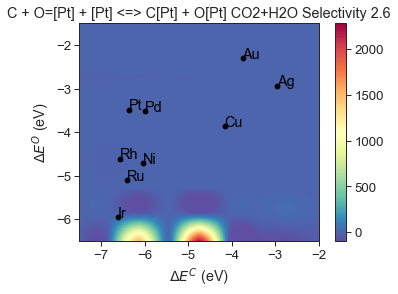 C + O=[Pt] + [Pt] <=> C[Pt] + O[Pt] CO2+H2O Selectivity 2.6
−2
−3
−4
−5
−6
ΔE^O (eV)
Au
Ag
Pt
Pd
Cu
Rh
Ni
Ru
Ir
−7
−6
−5
−4
−3
−2
ΔE^C (eV)
2000
1500
1000
500
0